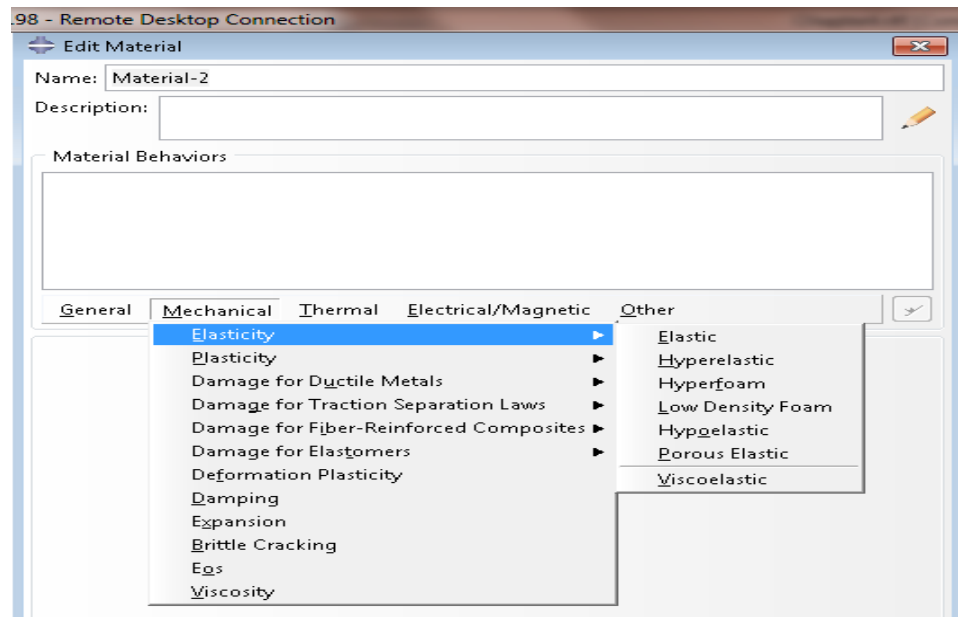 .98 - Remote Desktop Connection
Edit Material
Name: Material-2
Description:
Material Behaviors
General Mechanical Thermal Electrical/Magnetic Other
Elasticity
Plasticity
Damage for Ductile Metals
Damage for Traction Separation Laws
Damage for Fiber-Reinforced Composites
Damage for Elastomers
Deformation Plasticity
Damping
Expansion
Brittle Cracking
Eos
Viscosity
Elastic
Hyperelastic
Hyperfoam
Low Density Foam
Hypoelastic
Porous Elastic
Viscoelastic